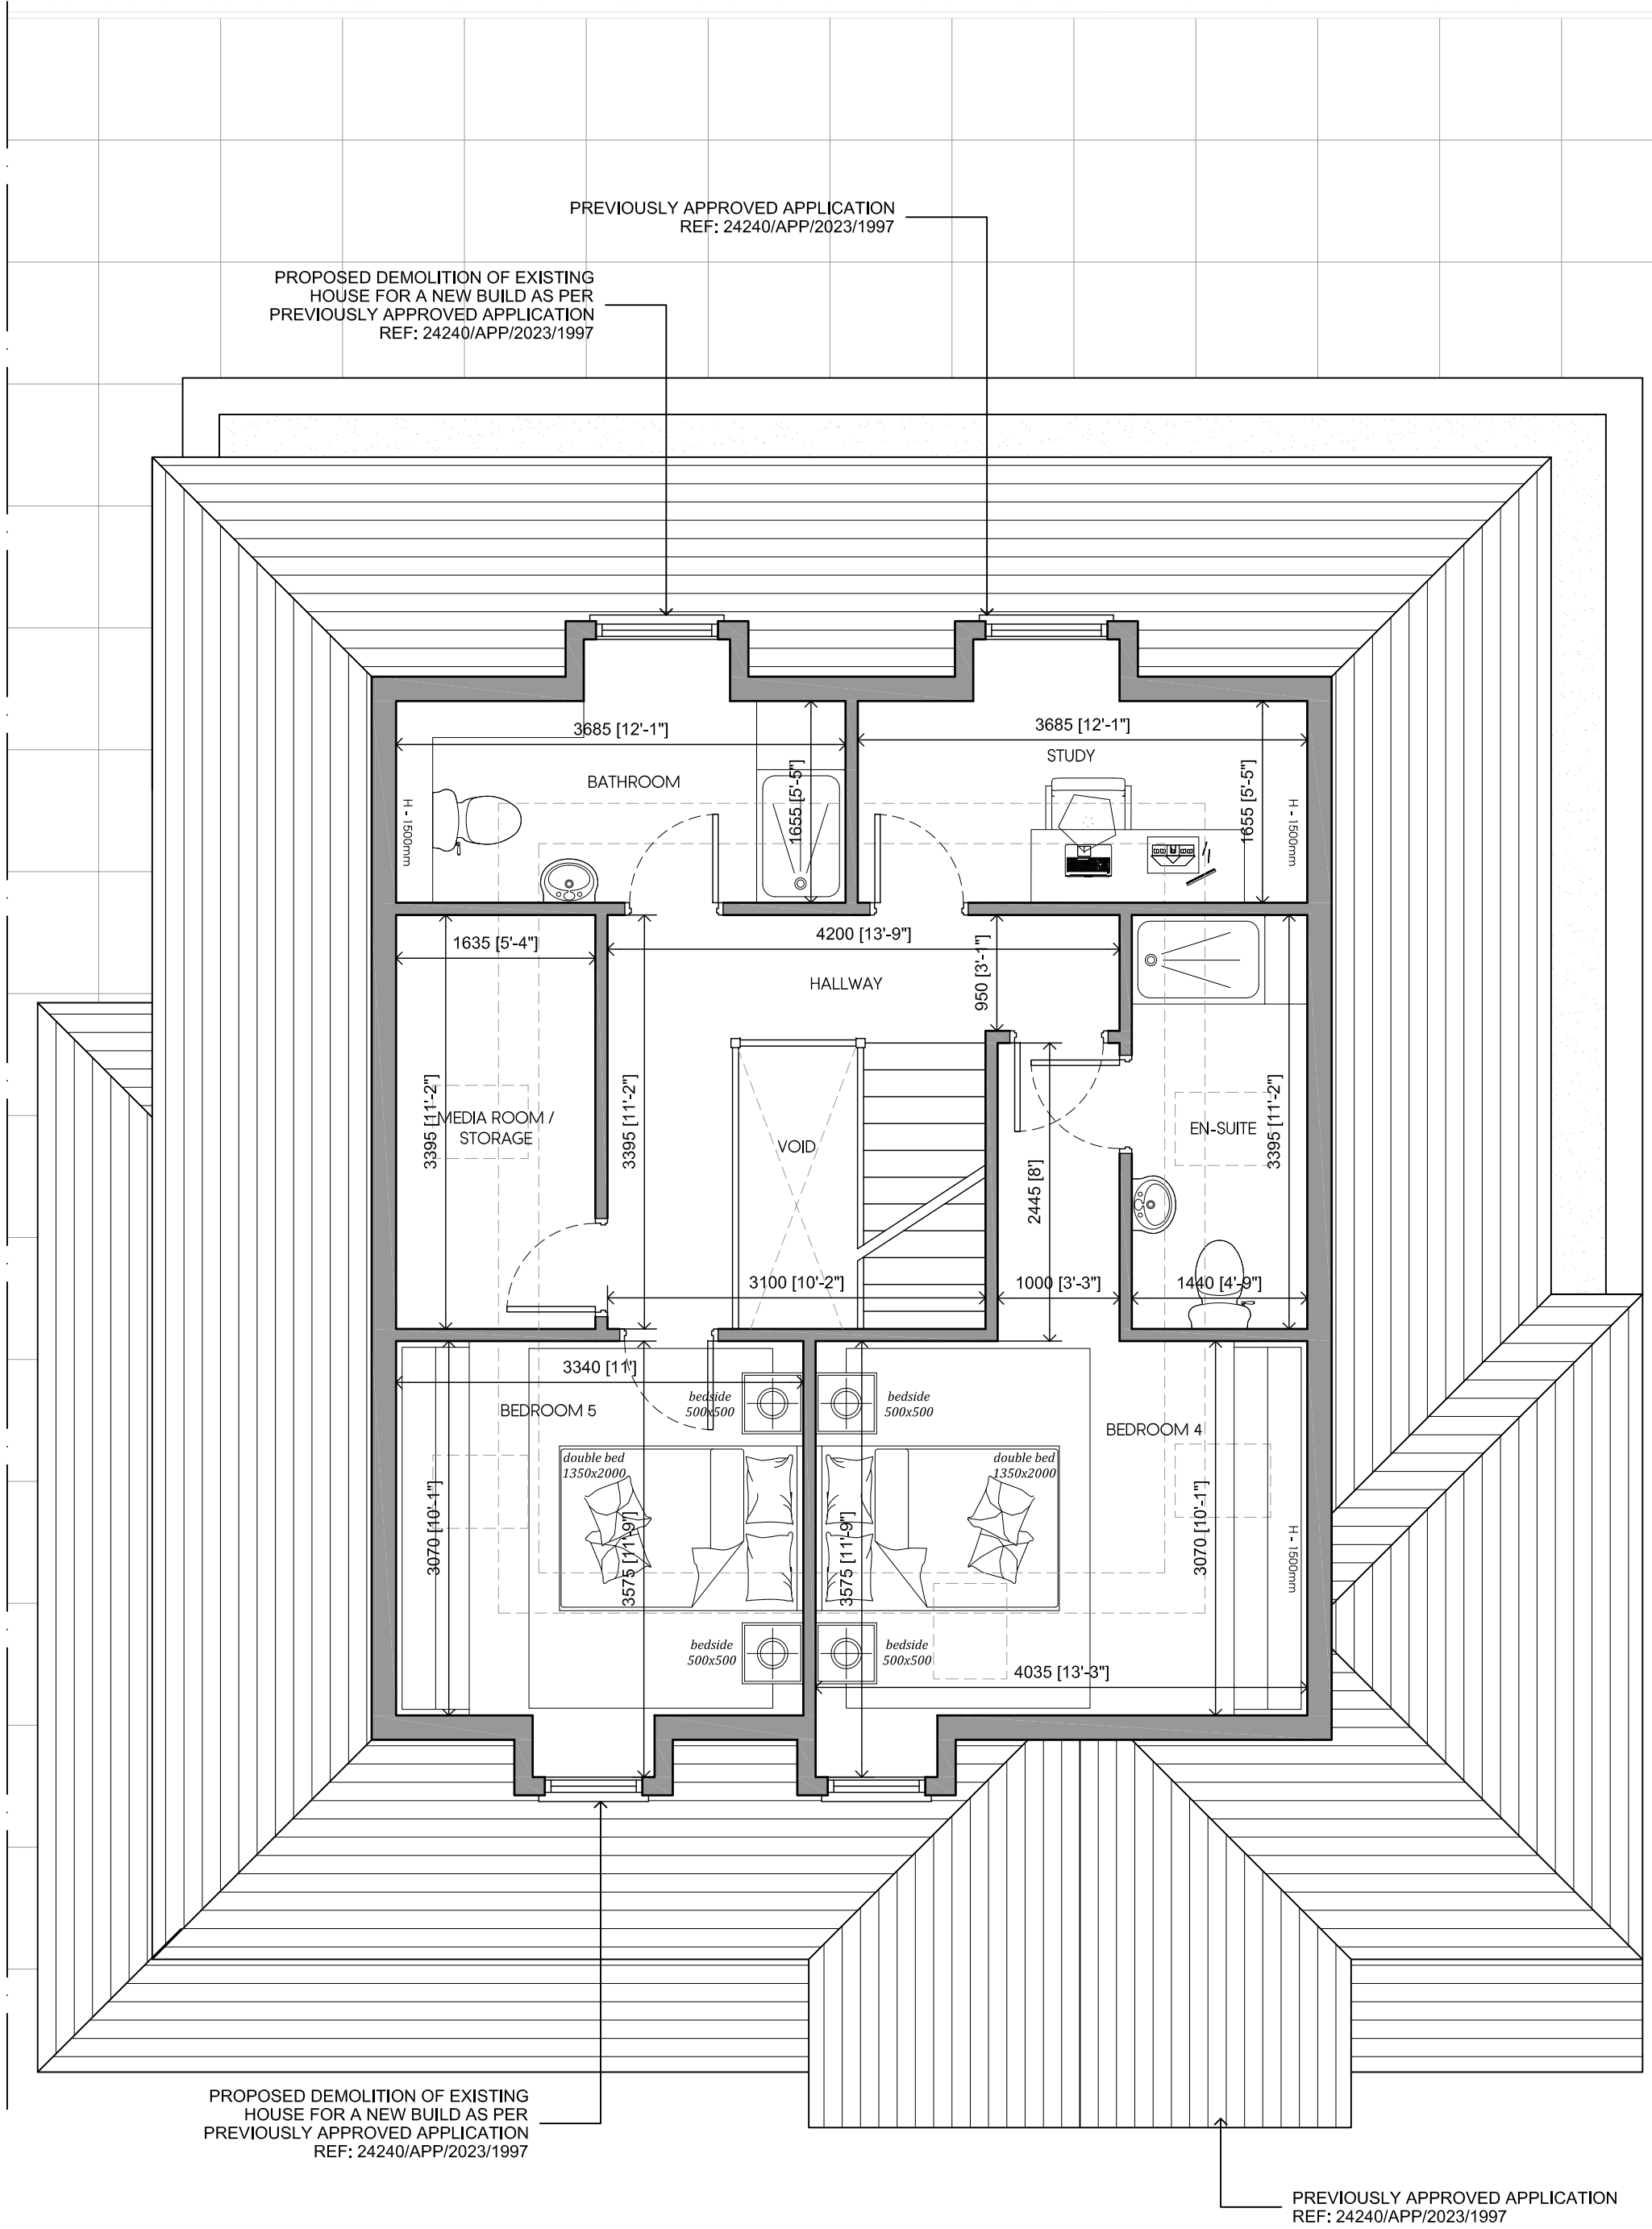 PREVIOUSLY APPROVED APPLICATION
REF: 24240/APP/2023/1997
PROPOSED DEMOLITION OF EXISTING
HOUSE FOR A NEW BUILD AS PER
PREVIOUSLY APPROVED APPLICATION
REF: 24240/APP/2023/1997
3685 [12'-1"]
3685 [12'-1"]
STUDY
BATHROOM
1655 [5'-5"]
1655 [5'-5"]
H - 1500mm
H - 1500mm
1635 [5'-4"]
4200 [13'-9"]
950 [3'-1"]
HALLWAY
3395 [11'-2"]
MEDIA ROOM /
STORAGE
3395 [11'-2"]
VOID
2445 [8']
EN-SUITE
3395 [11'-2"]
3100 [10'-2"]
1000 [3'-3"]
1440 [4'-9"]
3340 [11']
BEDROOM 5
bedside
500x500
bedside
500x500
BEDROOM 4
double bed
1350x2000
double bed
1350x2000
3070 [10'-1"]
3575 [11'-9"]
3575 [11'-9"]
3070 [10'-1"]
H - 1500mm
bedside
500x500
bedside
500x500
4035 [13'-3"]
PROPOSED DEMOLITION OF EXISTING
HOUSE FOR A NEW BUILD AS PER
PREVIOUSLY APPROVED APPLICATION
REF: 24240/APP/2023/1997
PREVIOUSLY APPROVED APPLICATION
REF: 24240/APP/2023/1997